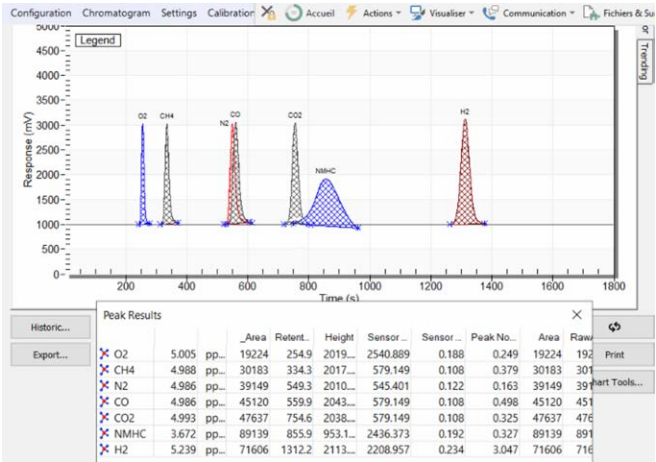 Configuration Chromatogram Settings Calibration Accueil Actions Visualiser Communication Fichiers & Su
or Trending
Legend
Response (mV)
5000
4500
4000
3500
3000
2500
2000
1500
1000
500
0
O2 CH4 N2 CO CO2 NMHC H2
200 400 600 800 1000 1200 1400 1600 1800
Time (s)
Historic...
Export...
Print
hart Tools...
Peak Results
_Area Retent.. Height Sensor ... Sensor ... Peak No... Area Raw
O2 5.005 pp... 19224 254.9 2019.... 2540.889 0.188 0.249 19224 192
CH4 4.988 pp... 30183 334.3 2017.... 579.149 0.108 0.379 30183 301
N2 4.986 pp... 39149 549.3 2010.... 545.401 0.122 0.163 39149 391
CO 4.986 pp... 45120 559.9 2043.... 579.149 0.108 0.498 45120 451
CO2 4.993 pp... 47637 754.6 2038.... 579.149 0.108 0.325 47637 476
NMHC 3.672 pp... 89139 855.9 953.1... 2436.373 0.192 0.327 89139 891
H2 5.239 pp... 71606 1312.2 2113.... 2208.957 0.234 3.047 71606 716